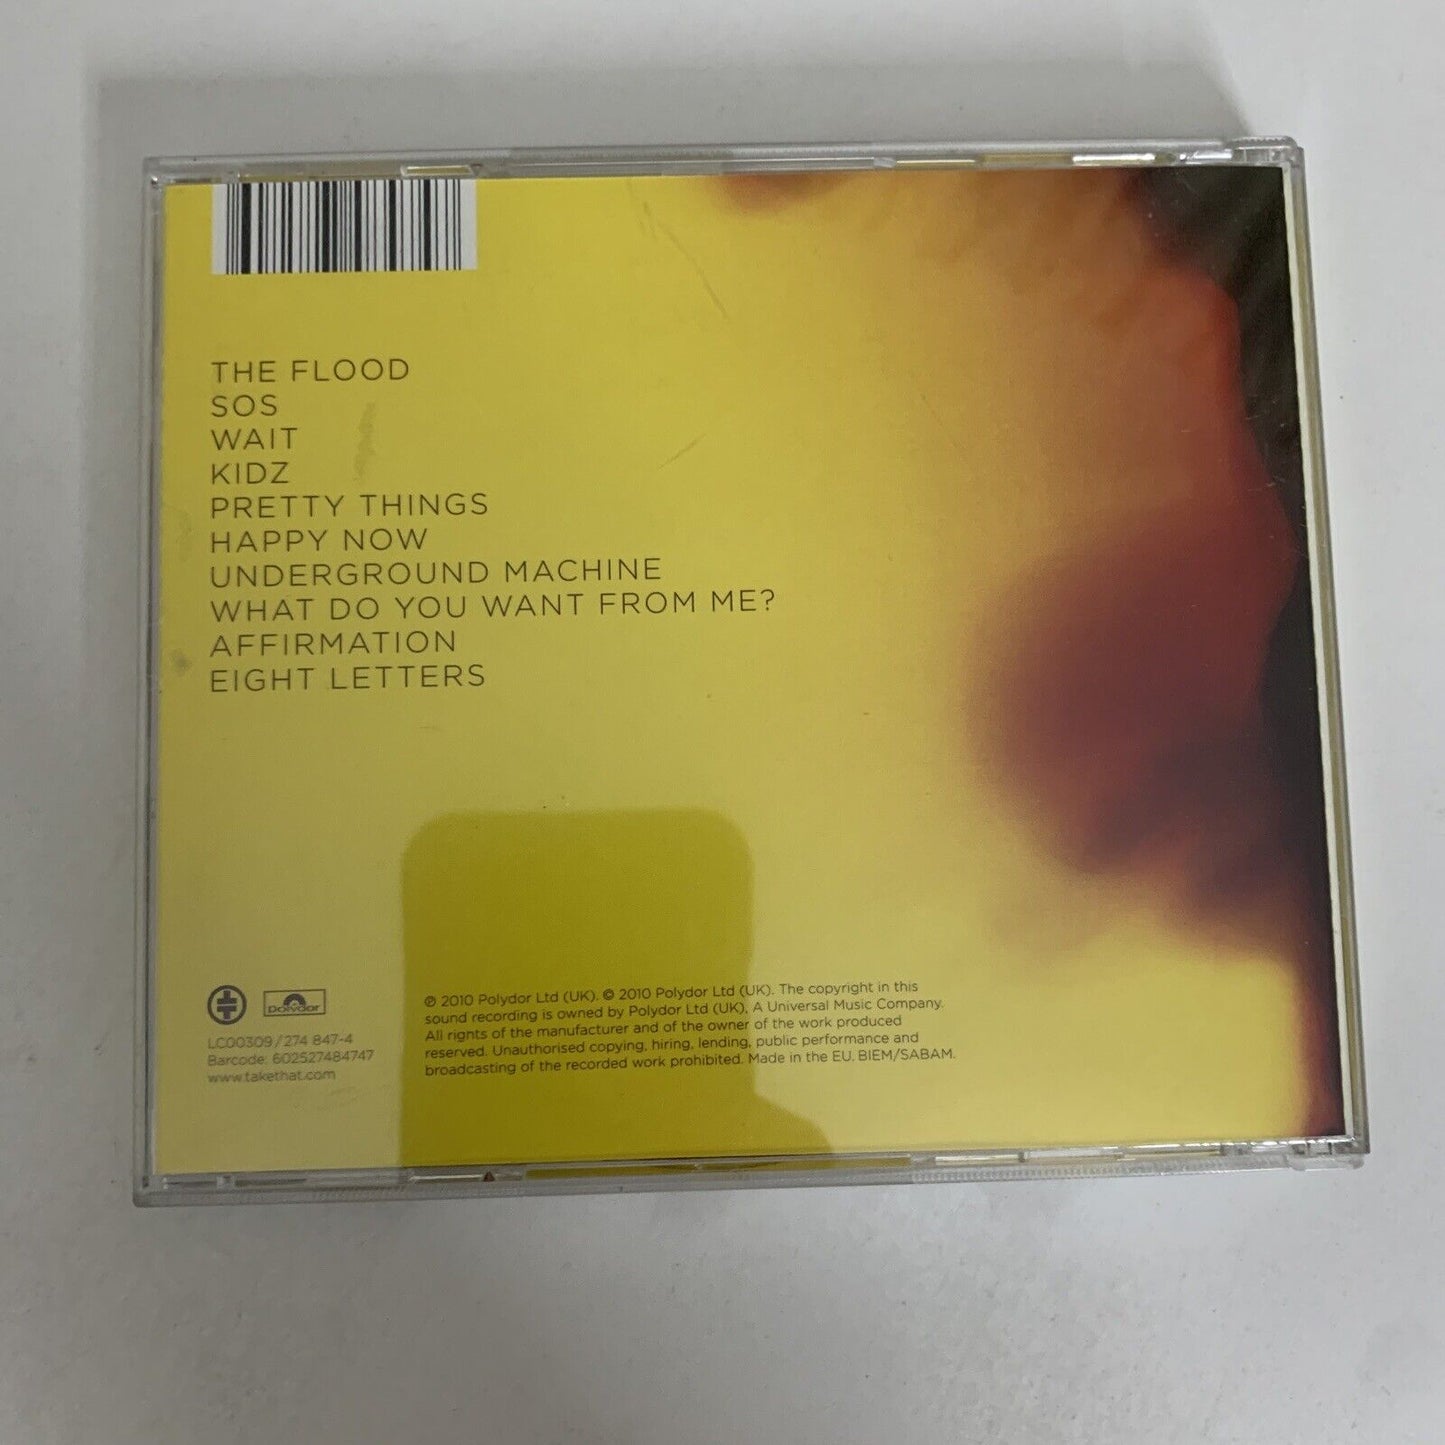 THE FLOOD
SOS
WAIT
KIDZ
PRETTY THINGS
HAPPY NOW
UNDERGROUND MACHINE
WHAT DO YOU WANT FROM ME?
AFFIRMATION
EIGHT LETTERS
Polydor
LC00309 / 274 847-4
Barcode: 602527484747
www.takethat.com
℗ 2010 Polydor Ltd (UK). © 2010 Polydor Ltd (UK). The copyright in this
sound recording is owned by Polydor Ltd (UK). A Universal Music Company.
All rights of the manufacturer and of the owner of the work produced
reserved. Unauthorised copying, hiring, lending, public performance and
broadcasting of the recorded work prohibited. Made in the EU. BIEM/SABAM.